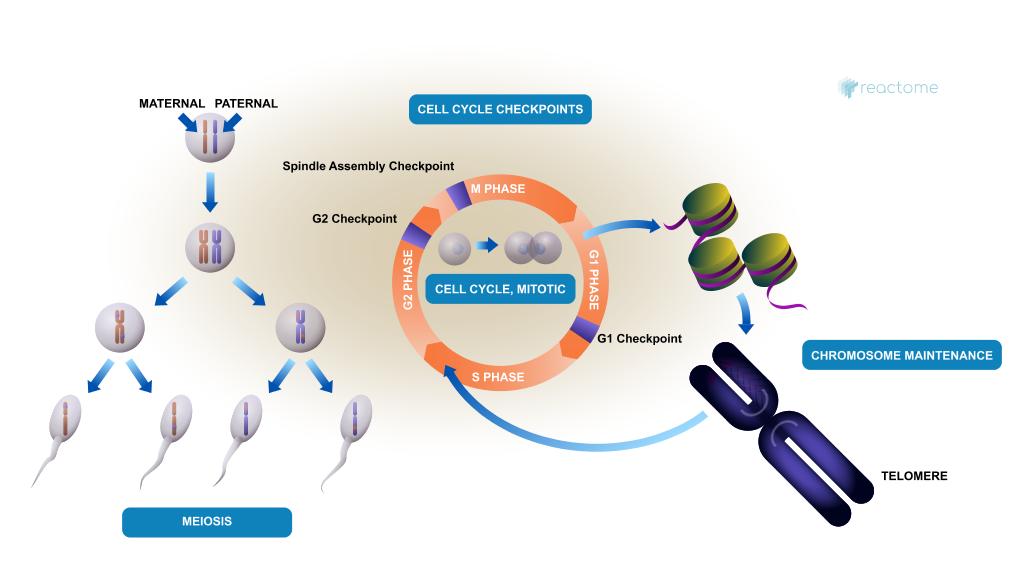 reactome
MATERNAL PATERNAL
CELL CYCLE CHECKPOINTS
Spindle Assembly Checkpoint
M PHASE
G2 Checkpoint
G2 PHASE
G1 PHASE
CELL CYCLE, MITOTIC
G1 Checkpoint
S PHASE
CHROMOSOME MAINTENANCE
TELOMERE
MEIOSIS